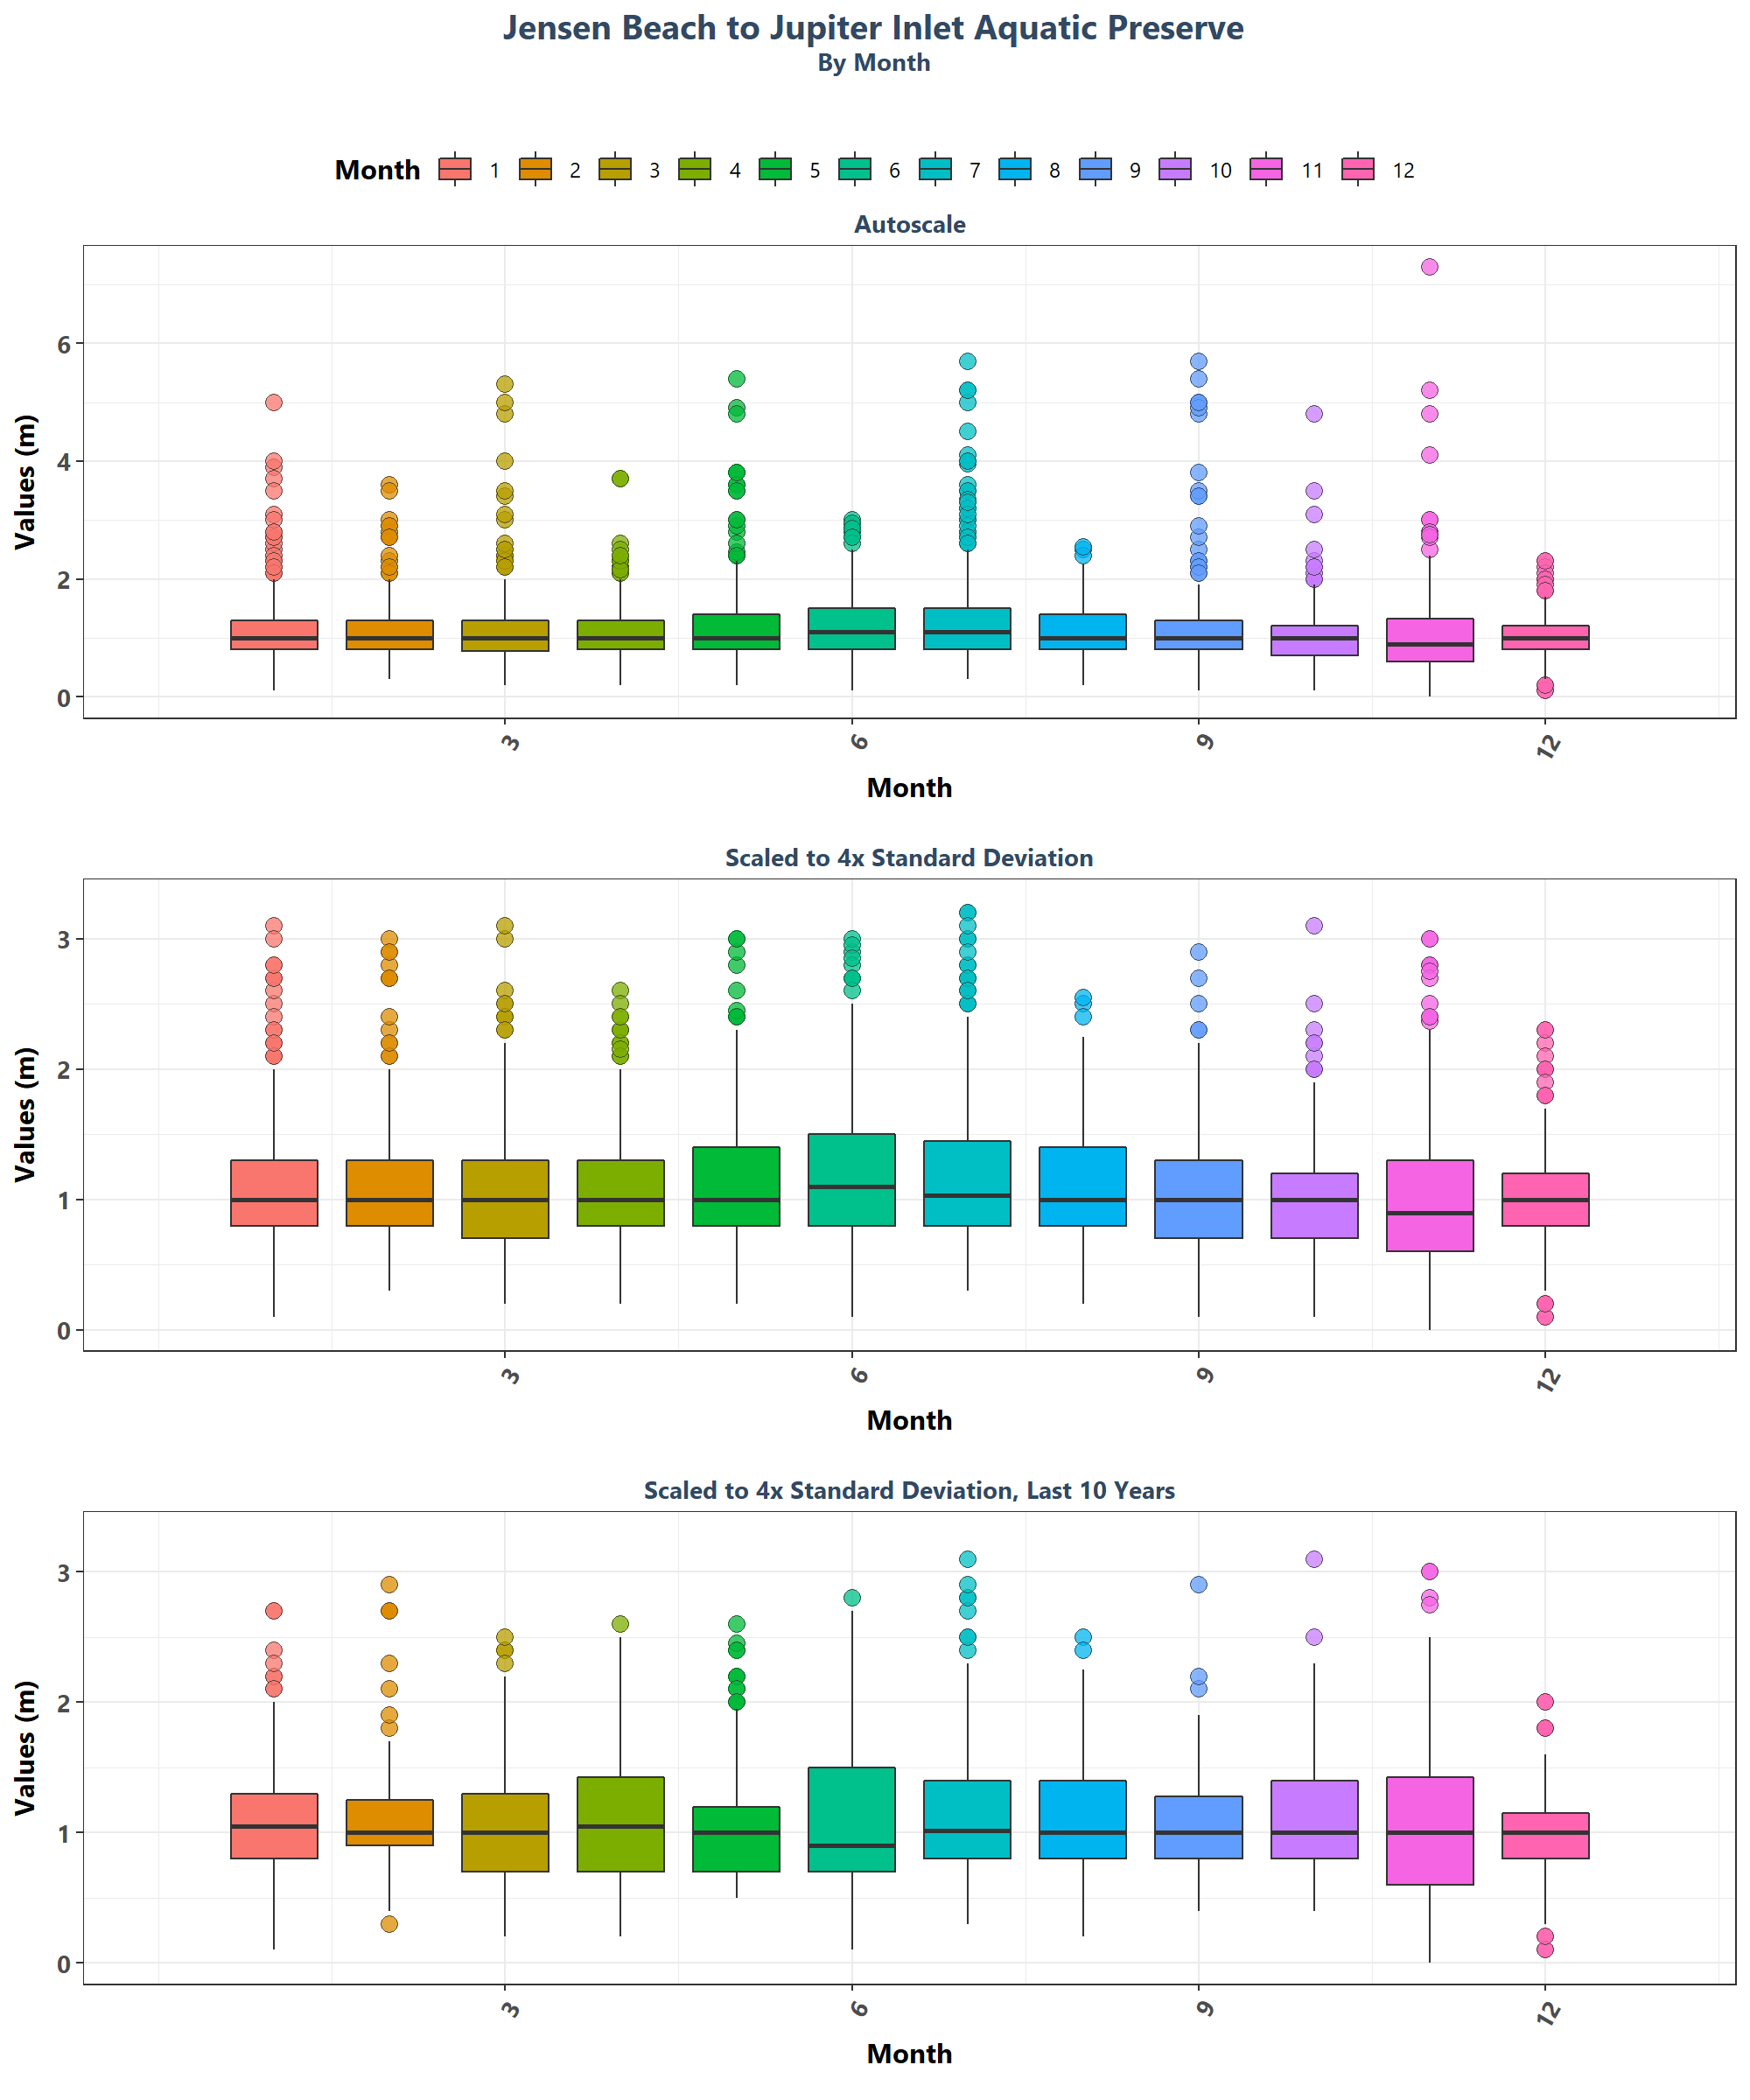 Jensen Beach to Jupiter Inlet Aquatic Preserve
By Month
Month 1 2 3 4 5 6 7 8 9 10 11 12
Autoscale
Values (m)
6
4
2
0
3 6 9 12
Month
Scaled to 4x Standard Deviation
Values (m)
3
2
1
0
3 6 9 12
Month
Scaled to 4x Standard Deviation, Last 10 Years
Values (m)
3
2
1
0
3 6 9 12
Month